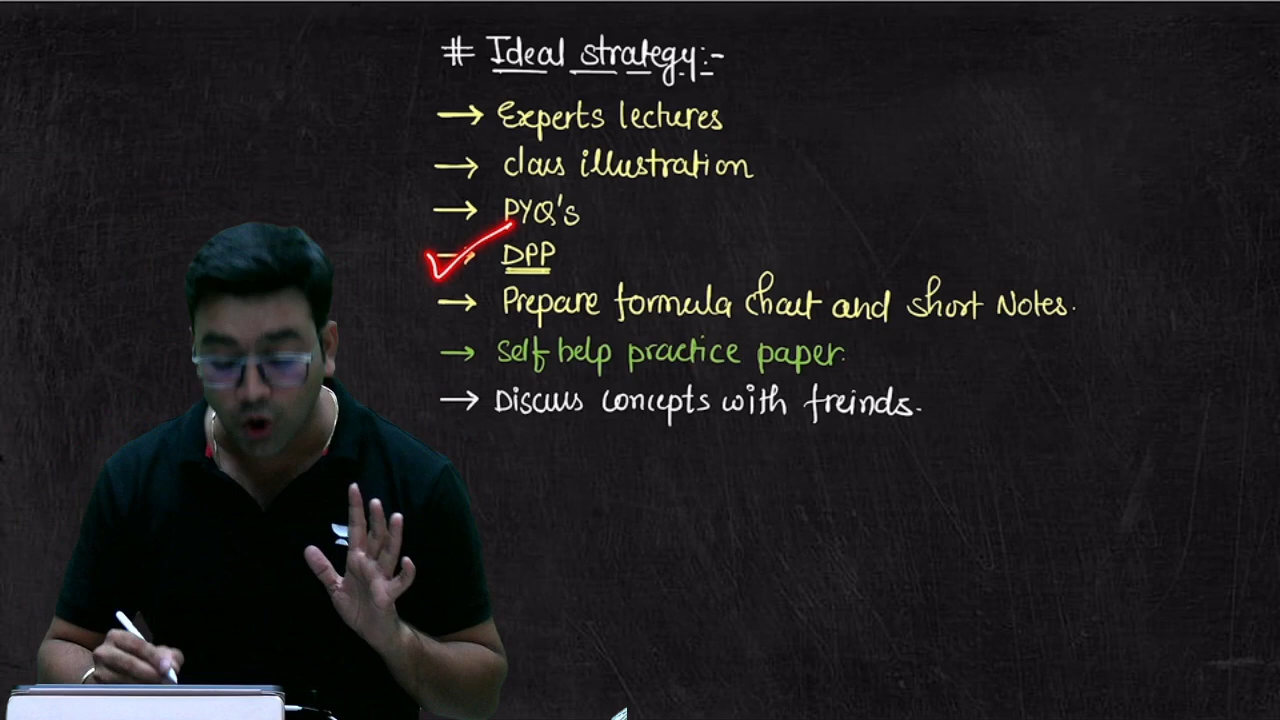 # Ideal strategy:-
→ Experts lectures
→ class illustration
→ PYQ's
→ DPP
→ Prepare formula chart and short Notes.
→ Self help practice paper.
→ Discuss concepts with freinds.